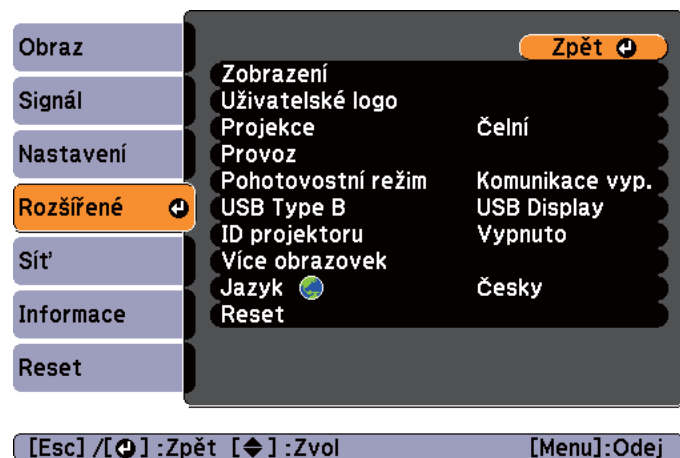 Obraz
Signál
Nastavení
Rozšířené
Síť
Informace
Reset
Zpět
Zobrazení
Uživatelské logo
Projekce Čelní
Provoz
Pohotovostní režim Komunikace vyp.
USB Type B USB Display
ID projektoru Vypnuto
Více obrazovek
Jazyk Česky
Reset
[Esc] /[ ] :Zpět [ ] :Zvol [Menu]:Odej